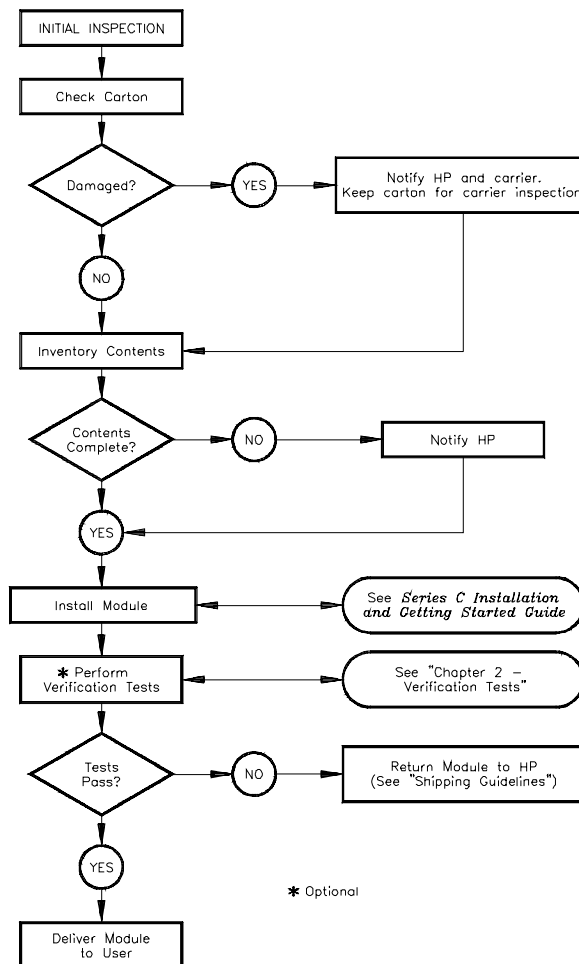 INITIAL INSPECTION
Check Carton
Damaged?
YES
Notify HP and carrier.
Keep carton for carrier inspection
NO
Inventory Contents
Contents
Complete?
NO
Notify HP
YES
Install Module
See Series C Installation
and Getting Started Guide
* Perform
Verification Tests
See "Chapter 2 –
Verification Tests"
Tests
Pass?
NO
Return Module to HP
(See "Shipping Guidelines")
YES
* Optional
Deliver Module
to User